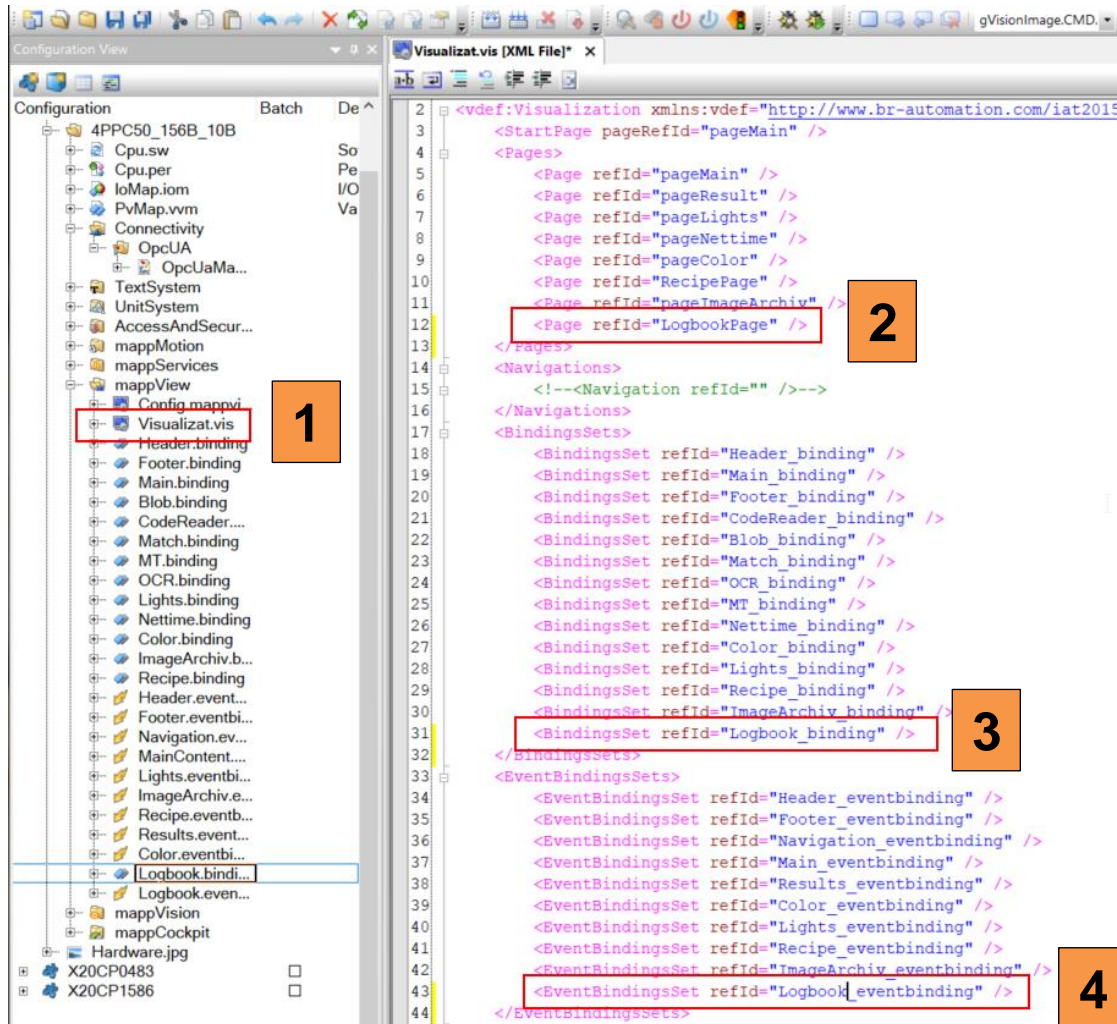 gVisionImage.CMD.
Configuration View
Configuration Batch De
4PPC50_156B_10B
Cpu.sw So
Cpu.per Pe
IoMap.iom I/O
PvMap.vvm Va
Connectivity
OpcUA
OpcUaMa...
TextSystem
UnitSystem
AccessAndSecur...
mappMotion
mappServices
mappView
Config.mappvi
Visualizat.vis
Header.binding
Footer.binding
Main.binding
Blob.binding
CodeReader....
Match.binding
MT.binding
OCR.binding
Lights.binding
Nettime.binding
Color.binding
ImageArchiv.b...
Recipe.binding
Header.event...
Footer.eventbi...
Navigation.ev...
MainContent....
Lights.eventbi...
ImageArchiv.e...
Recipe.eventb...
Results.event...
Color.eventbi...
Logbook.bindi...
Logbook.even...
mappVision
mappCockpit
Hardware.jpg
X20CP0483
X20CP1586
1
Visualizat.vis [XML File]* X
a-b
2 <vdef:Visualization xmlns:vdef="http://www.br-automation.com/iat2015
3 <StartPage pageRefId="pageMain" />
4 <Pages>
5 <Page refId="pageMain" />
6 <Page refId="pageResult" />
7 <Page refId="pageLights" />
8 <Page refId="pageNettime" />
9 <Page refId="pageColor" />
10 <Page refId="RecipePage" />
11 <Page refId="pageImageArchiv" />
12 <Page refId="LogbookPage" />
13 </Pages>
14 <Navigations>
15 <!--<Navigation refId="" />-->
16 </Navigations>
17 <BindingsSets>
18 <BindingsSet refId="Header_binding" />
19 <BindingsSet refId="Main_binding" />
20 <BindingsSet refId="Footer_binding" />
21 <BindingsSet refId="CodeReader_binding" />
22 <BindingsSet refId="Blob_binding" />
23 <BindingsSet refId="Match_binding" />
24 <BindingsSet refId="OCR_binding" />
25 <BindingsSet refId="MT_binding" />
26 <BindingsSet refId="Nettime_binding" />
27 <BindingsSet refId="Color_binding" />
28 <BindingsSet refId="Lights_binding" />
29 <BindingsSet refId="Recipe_binding" />
30 <BindingsSet refId="ImageArchiv_binding" />
31 <BindingsSet refId="Logbook_binding" />
32 </BindingsSets>
33 <EventBindingsSets>
34 <EventBindingsSet refId="Header_eventbinding" />
35 <EventBindingsSet refId="Footer_eventbinding" />
36 <EventBindingsSet refId="Navigation_eventbinding" />
37 <EventBindingsSet refId="Main_eventbinding" />
38 <EventBindingsSet refId="Results_eventbinding" />
39 <EventBindingsSet refId="Color_eventbinding" />
40 <EventBindingsSet refId="Lights_eventbinding" />
41 <EventBindingsSet refId="Recipe_eventbinding" />
42 <EventBindingsSet refId="ImageArchiv_eventbinding" />
43 <EventBindingsSet refId="Logbook_eventbinding" />
44 </EventBindingsSets>
2
3
4